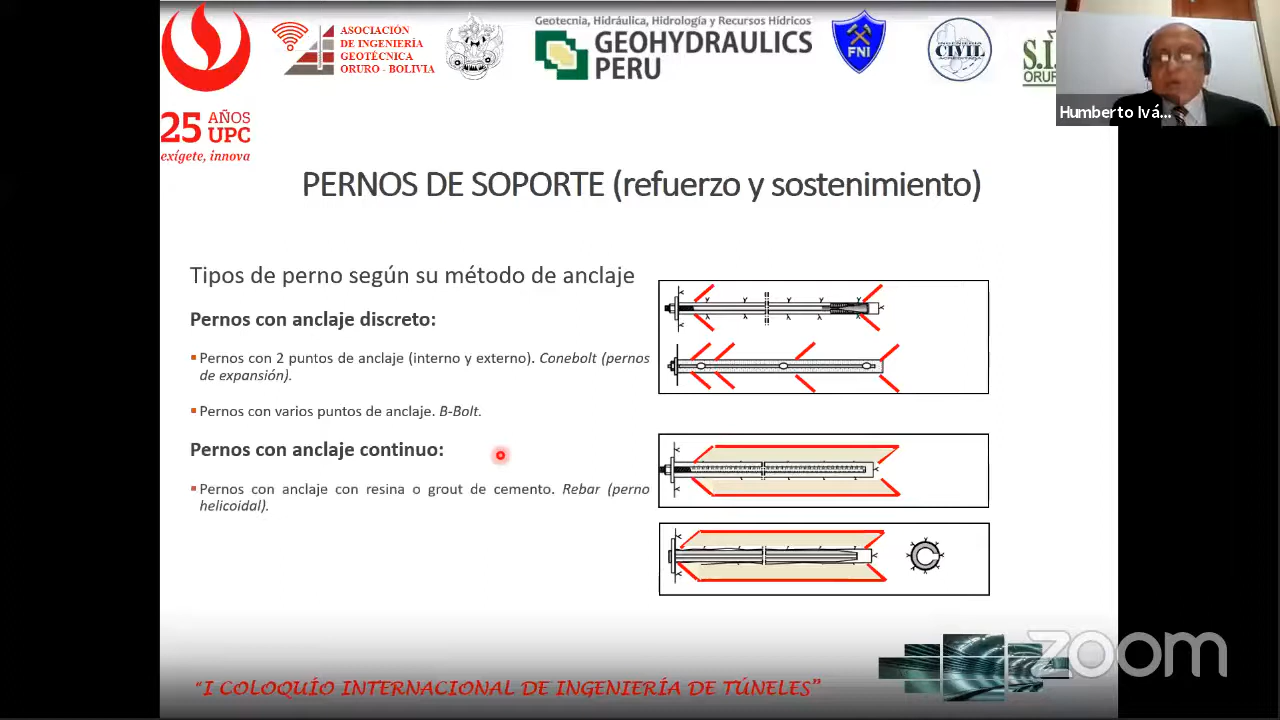 25 AÑOS UPC
exígete, innova
ASOCIACIÓN
DE INGENIERÍA
GEOTÉCNICA
ORURO - BOLIVIA
Geotecnia, Hidráulica, Hidrología y Recursos Hídricos
GEOHYDRAULICS
PERU
FNI
CIVIL
S.I.
ORUR
Humberto Ivá...
PERNOS DE SOPORTE (refuerzo y sostenimiento)
Tipos de perno según su método de anclaje
Pernos con anclaje discreto:
Pernos con 2 puntos de anclaje (interno y externo). Conebolt (pernos
de expansión).
Pernos con varios puntos de anclaje. B-Bolt.
Pernos con anclaje continuo:
Pernos con anclaje con resina o grout de cemento. Rebar (perno
helicoidal).
"I COLOQUÍO INTERNACIONAL DE INGENIERÍA DE TÚNELES"
zoom